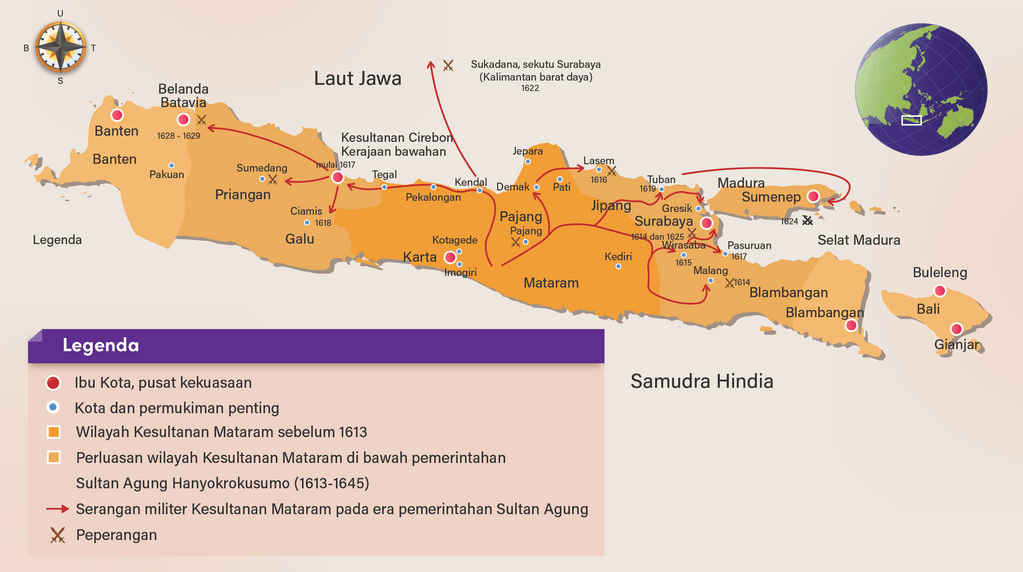 U
B
T
S
Laut Jawa
Sukadana, sekutu Surabaya
(Kalimantan barat daya)
1622
Belanda
Batavia
1628 - 1629
Banten
Banten
Pakuan
Kesultanan Cirebon
Kerajaan bawahan
mulai 1617
Sumedang
Priangan
Tegal
Pekalongan
Kendal
Jepara
Demak
Pati
Lasem
1616
Tuban
1619
Madura
Sumenep
1624
Selat Madura
Ciamis
1618
Galu
Kotagede
Karta
Imogiri
Pajang
Pajang
Jipang
Gresik
Surabaya
1614 dan 1625
Wirasaba
1615
Pasuruan
1617
Kediri
Malang
1614
Mataram
Blambangan
Blambangan
Buleleng
Bali
Gianjar
Legenda
Samudra Hindia
Legenda
Ibu Kota, pusat kekuasaan
Kota dan permukiman penting
Wilayah Kesultanan Mataram sebelum 1613
Perluasan wilayah Kesultanan Mataram di bawah pemerintahan
Sultan Agung Hanyokrokusumo (1613-1645)
Serangan militer Kesultanan Mataram pada era pemerintahan Sultan Agung
Peperangan